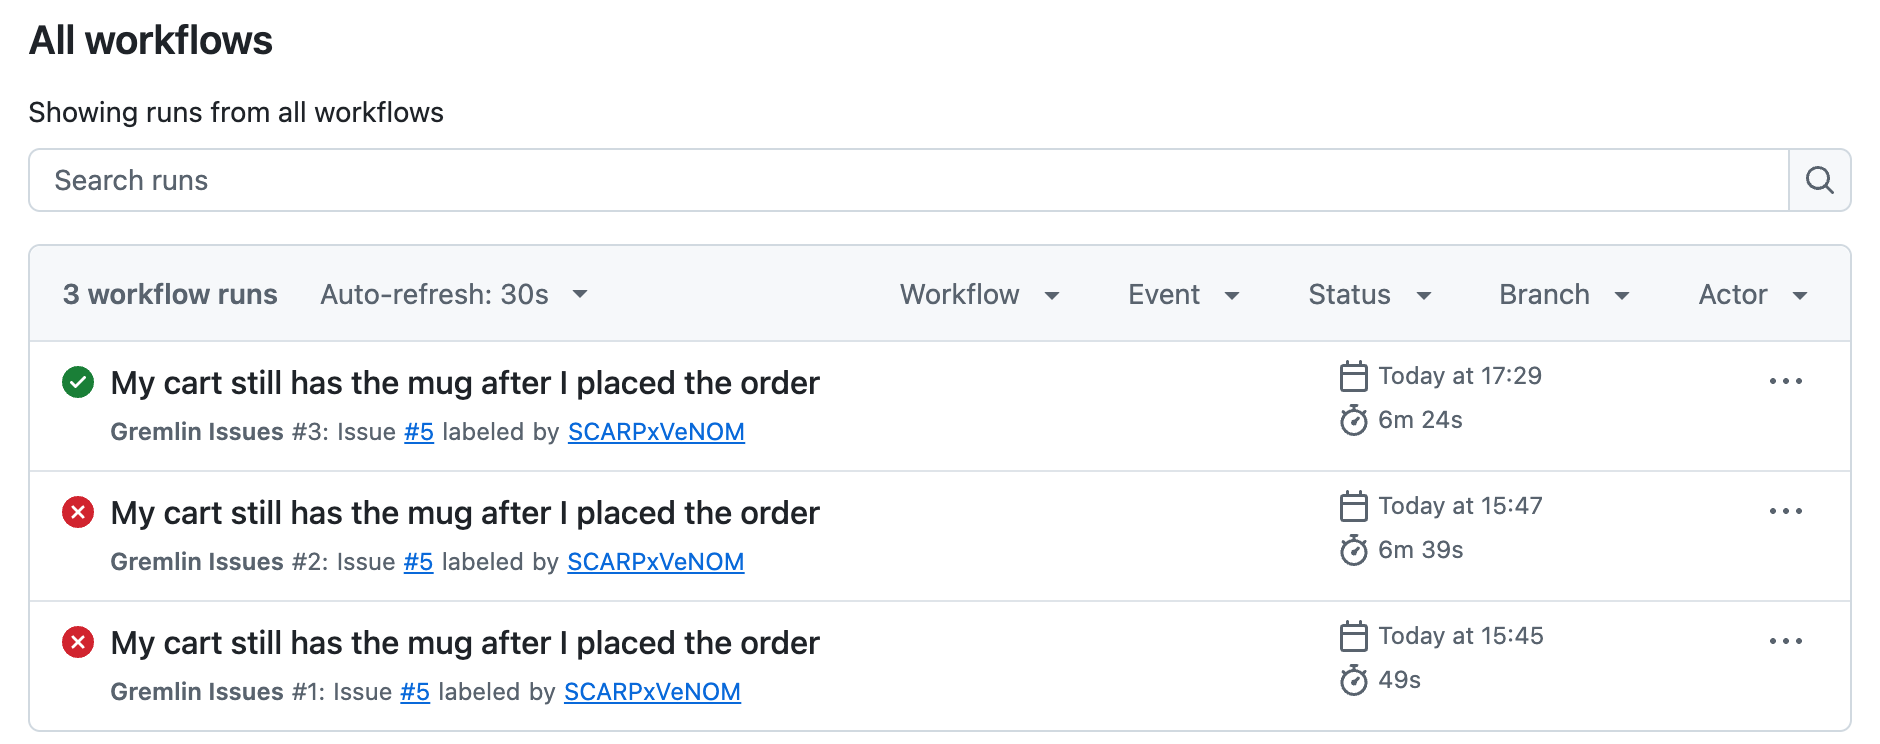 All workflows
Showing runs from all workflows
Search runs
3 workflow runs Auto-refresh: 30s Workflow Event Status Branch Actor
My cart still has the mug after I placed the order
Gremlin Issues #3: Issue #5 labeled by SCARPxVeNOM
Today at 17:29
6m 24s
My cart still has the mug after I placed the order
Gremlin Issues #2: Issue #5 labeled by SCARPxVeNOM
Today at 15:47
6m 39s
My cart still has the mug after I placed the order
Gremlin Issues #1: Issue #5 labeled by SCARPxVeNOM
Today at 15:45
49s